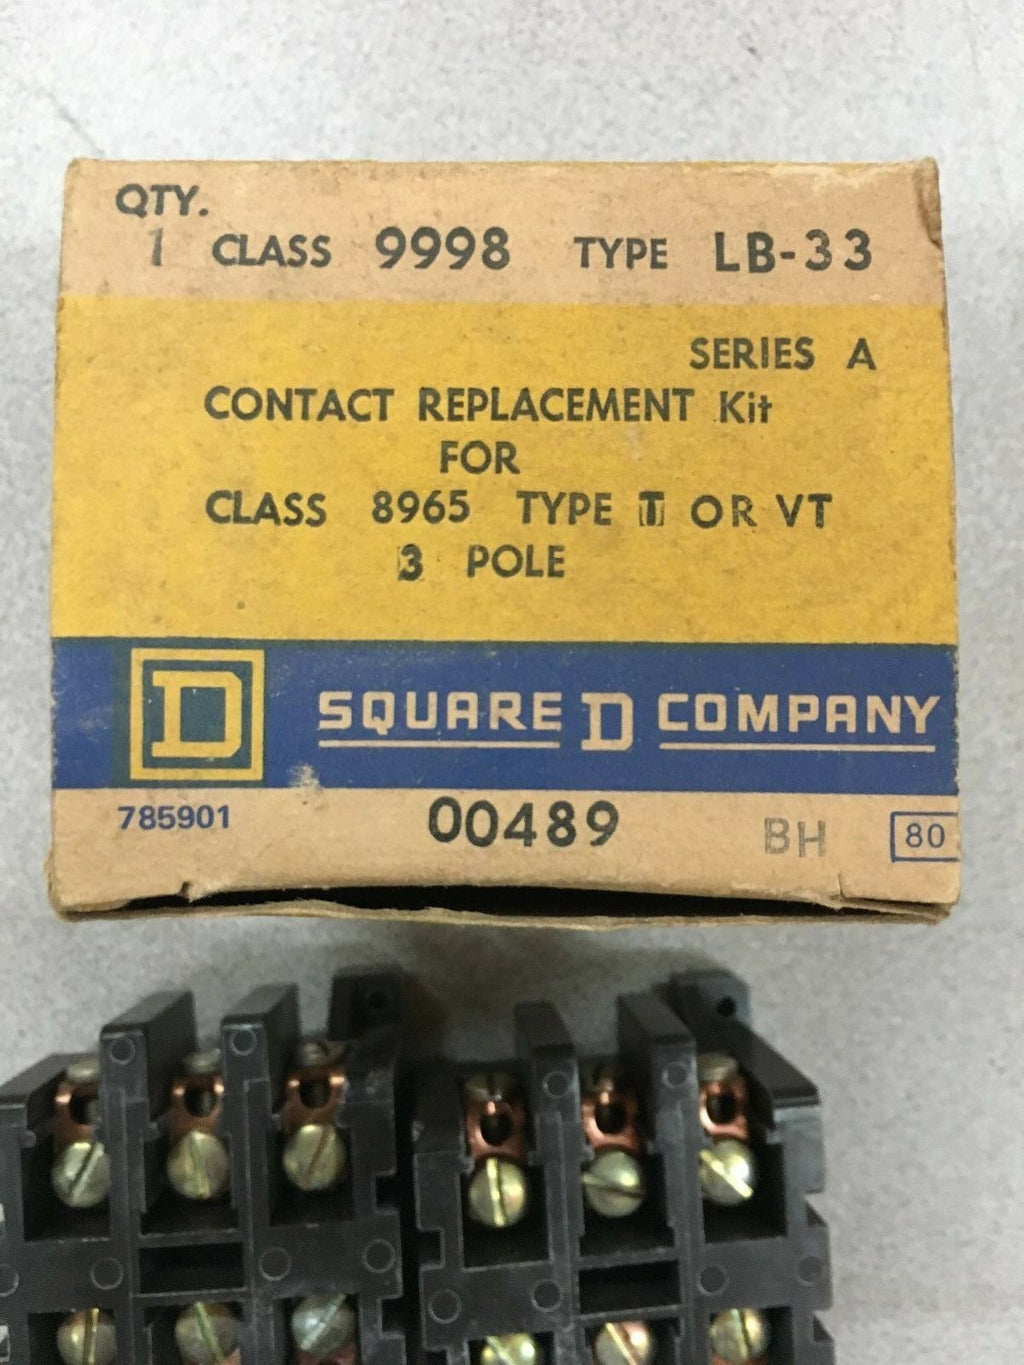 QTY.
1 CLASS 9998 TYPE LB-33
SERIES A
CONTACT REPLACEMENT Kit
FOR
CLASS 8965 TYPE T OR VT
3 POLE
D SQUARE D COMPANY
785901 00489 BH 80